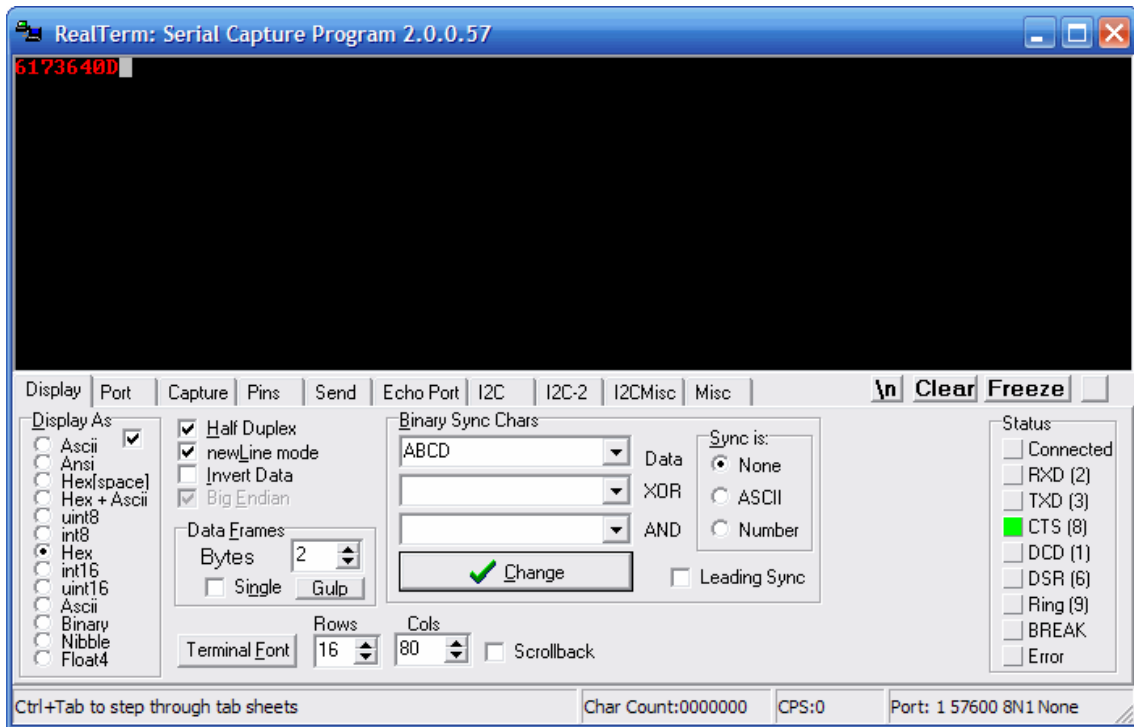 RealTerm: Serial Capture Program 2.0.0.57
6173640D
Display Port Capture Pins Send Echo Port I2C I2C-2 I2CMisc Misc \n Clear Freeze
Display As
Ascii
Ansi
Hex[space]
Hex + Ascii
uint8
int8
Hex
int16
uint16
Ascii
Binary
Nibble
Float4
Half Duplex
newLine mode
Invert Data
Big Endian
Data Frames
Bytes 2
Single Gulp
Terminal Font
Rows
16
Cols
80
Scrollback
Binary Sync Chars
ABCD Data
XOR
AND
Change
Leading Sync
Sync is:
None
ASCII
Number
Status
Connected
RXD (2)
TXD (3)
CTS (8)
DCD (1)
DSR (6)
Ring (9)
BREAK
Error
Ctrl+Tab to step through tab sheets Char Count:0000000 CPS:0 Port: 1 57600 8N1 None